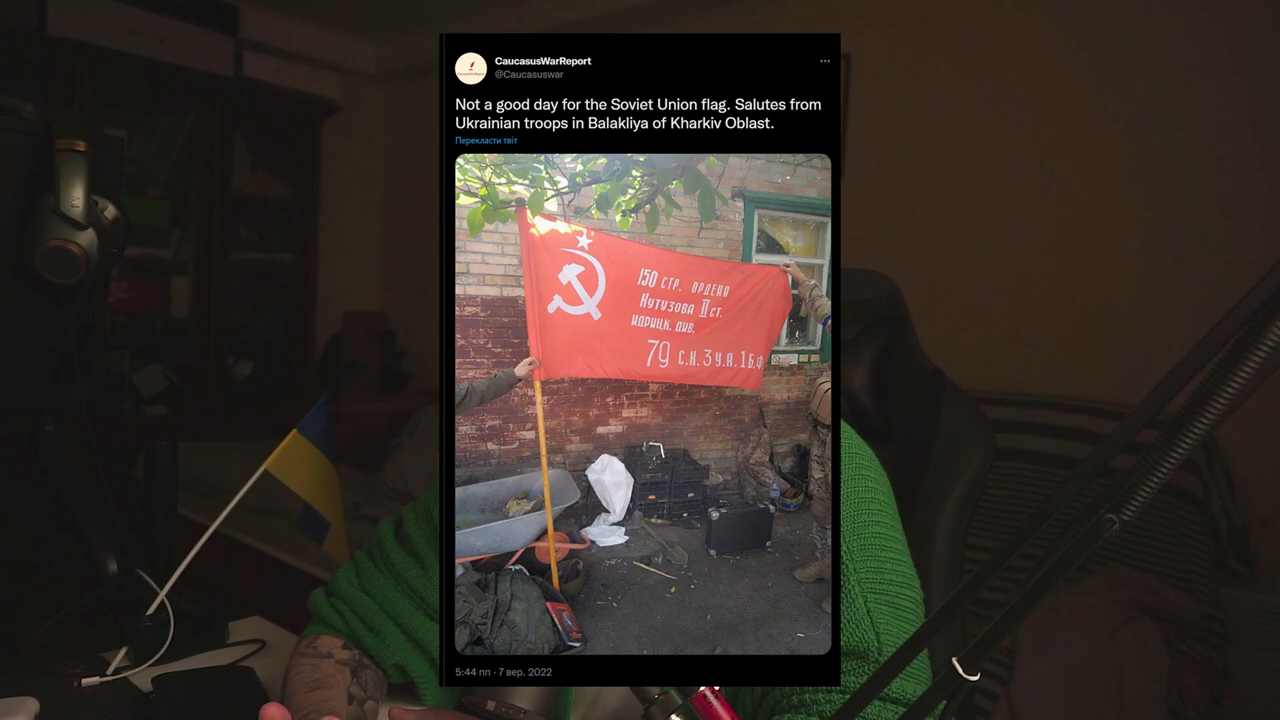 CaucasusWarReport
@Caucasuswar
Not a good day for the Soviet Union flag. Salutes from
Ukrainian troops in Balakliya of Kharkiv Oblast.
Перекласти твіт
150 СТР. ОРДЕНА
КУТУЗОВА II СТ.
ИДРИЦК. ДИВ.
79 С.К. 3 У.А. 1 Б.Ф.
5:44 пп · 7 вер. 2022